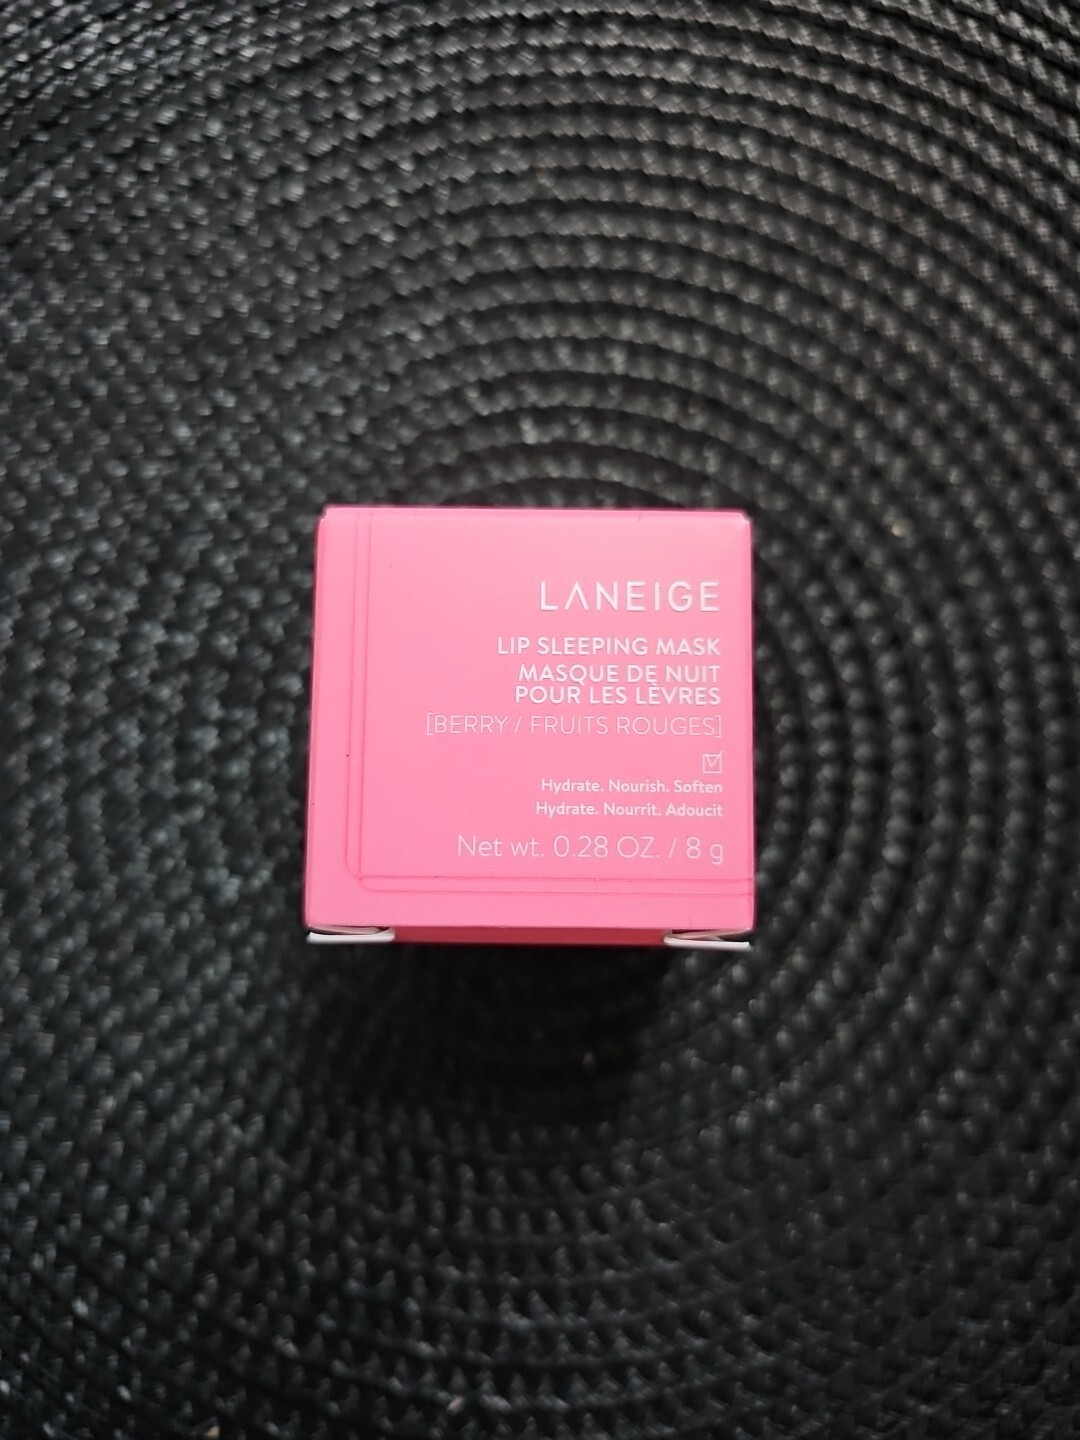 LANEIGE
LIP SLEEPING MASK
MASQUE DE NUIT
POUR LES LÈVRES
[BERRY / FRUITS ROUGES]
Hydrate. Nourish. Soften
Hydrate. Nourrit. Adoucit
Net wt. 0.28 OZ. / 8 g